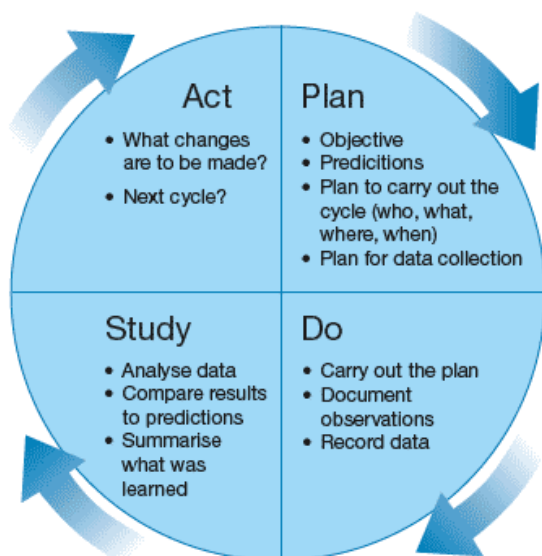 Act
• What changes
are to be made?
• Next cycle?
Plan
• Objective
• Predicitions
• Plan to carry out the
cycle (who, what,
where, when)
• Plan for data collection
Study
• Analyse data
• Compare results
to predictions
• Summarise
what was
learned
Do
• Carry out the plan
• Document
observations
• Record data